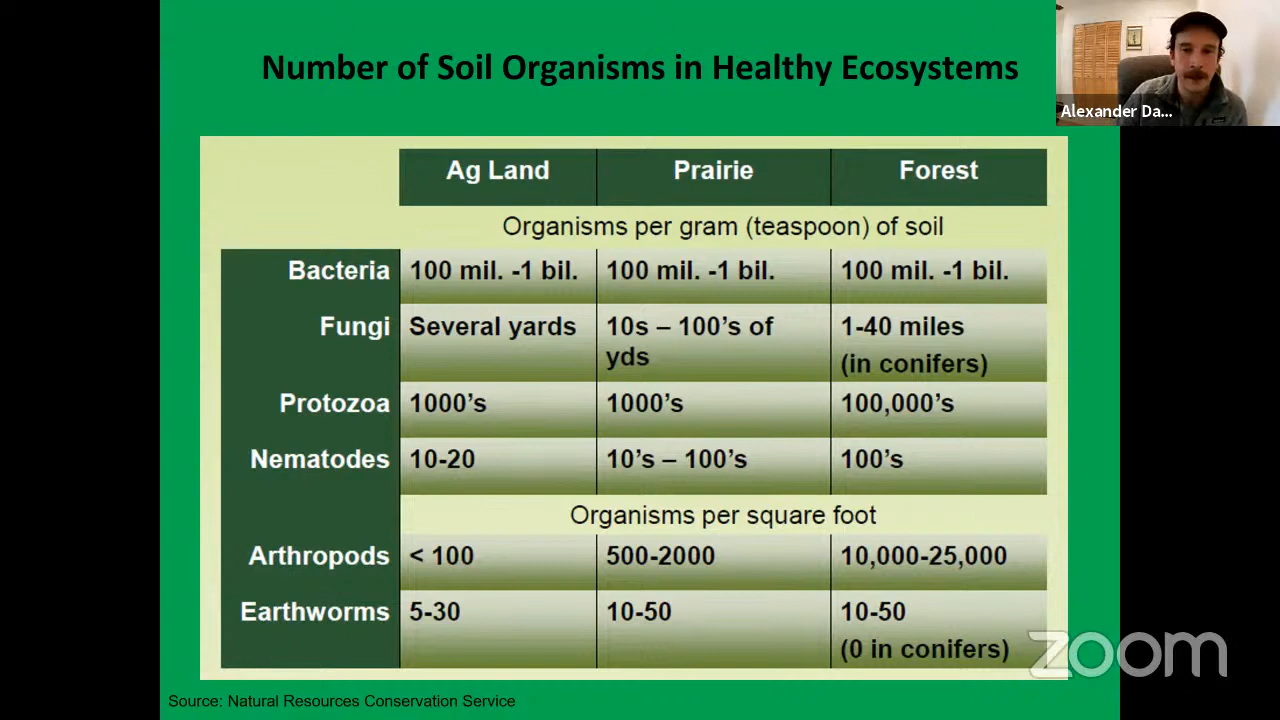 Number of Soil Organisms in Healthy Ecosystems
Alexander Da...
Ag Land Prairie Forest
Organisms per gram (teaspoon) of soil
Bacteria 100 mil. -1 bil. 100 mil. -1 bil. 100 mil. -1 bil.
Fungi Several yards 10s – 100's of yds 1-40 miles (in conifers)
Protozoa 1000's 1000's 100,000's
Nematodes 10-20 10's – 100's 100's
Organisms per square foot
Arthropods < 100 500-2000 10,000-25,000
Earthworms 5-30 10-50 10-50 (0 in conifers)
zoom
Source: Natural Resources Conservation Service